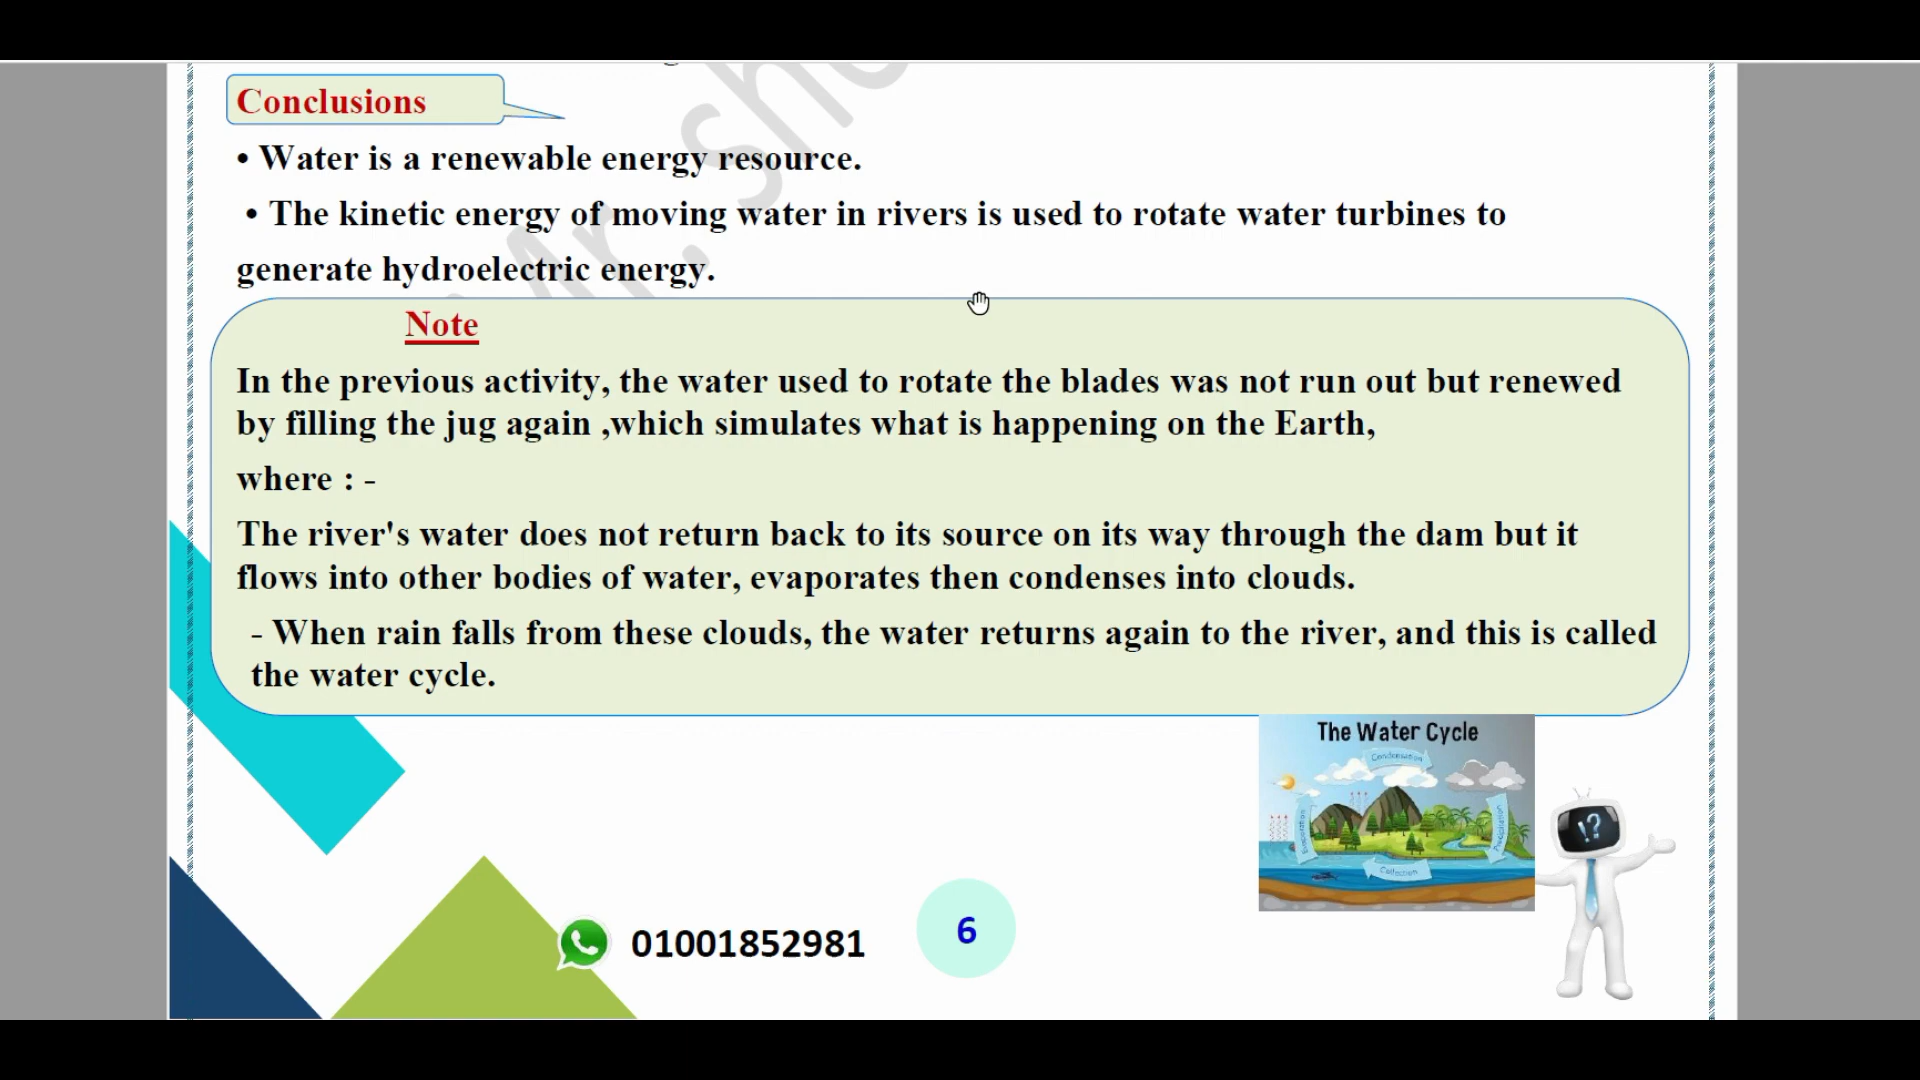 Conclusions
• Water is a renewable energy resource.
• The kinetic energy of moving water in rivers is used to rotate water turbines to
generate hydroelectric energy.
Note
In the previous activity, the water used to rotate the blades was not run out but renewed
by filling the jug again ,which simulates what is happening on the Earth,
where : -
The river's water does not return back to its source on its way through the dam but it
flows into other bodies of water, evaporates then condenses into clouds.
- When rain falls from these clouds, the water returns again to the river, and this is called
the water cycle.
The Water Cycle
Condensation
Evaporation
Precipitation
Collection
!?
01001852981
6